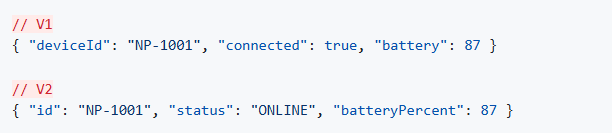 // V1
{ "deviceId": "NP-1001", "connected": true, "battery": 87 }
// V2
{ "id": "NP-1001", "status": "ONLINE", "batteryPercent": 87 }